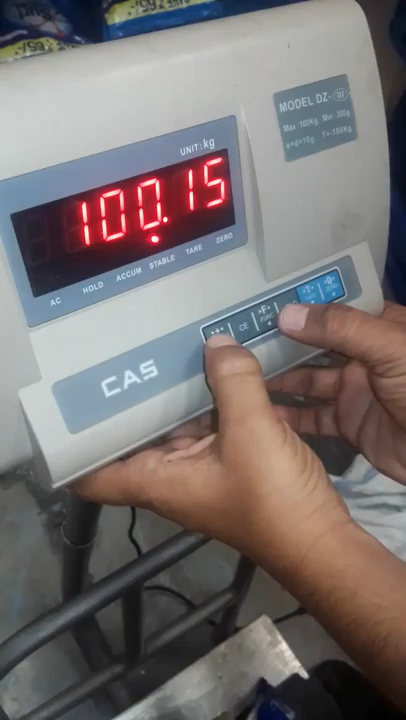 MODEL DZ-III
Max 100Kg Min 200g
e=d=10g T=-100Kg
UNIT:kg
100.15
AC HOLD ACCUM STABLE TARE ZERO
CE FUNC
CAS